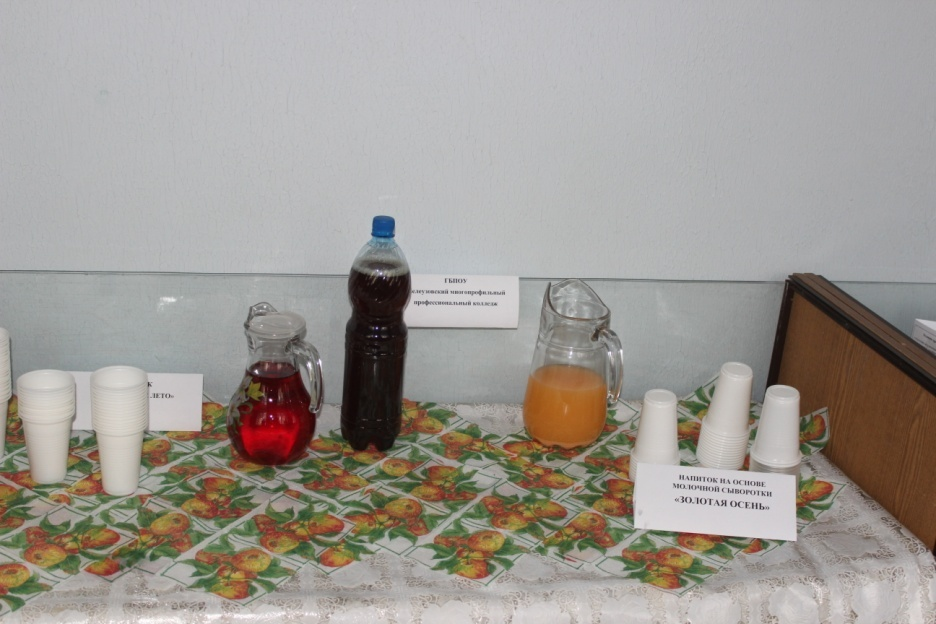 ГБПОУ
многопрофильный
профессиональный колледж
ЛЕТО»
НАПИТОК НА ОСНОВЕ
МОЛОЧНОЙ СЫВОРОТКИ
«ЗОЛОТАЯ ОСЕНЬ»